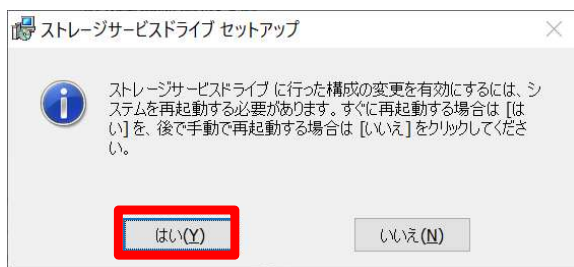 ストレージサービスドライブ セットアップ
ストレージサービスドライブ に行った構成の変更を有効にするには、シ
ステムを再起動する必要があります。すぐに再起動する場合は [は
い] を、後で手動で再起動する場合は [いいえ] をクリックしてくださ
い。
はい(Y)
いいえ(N)